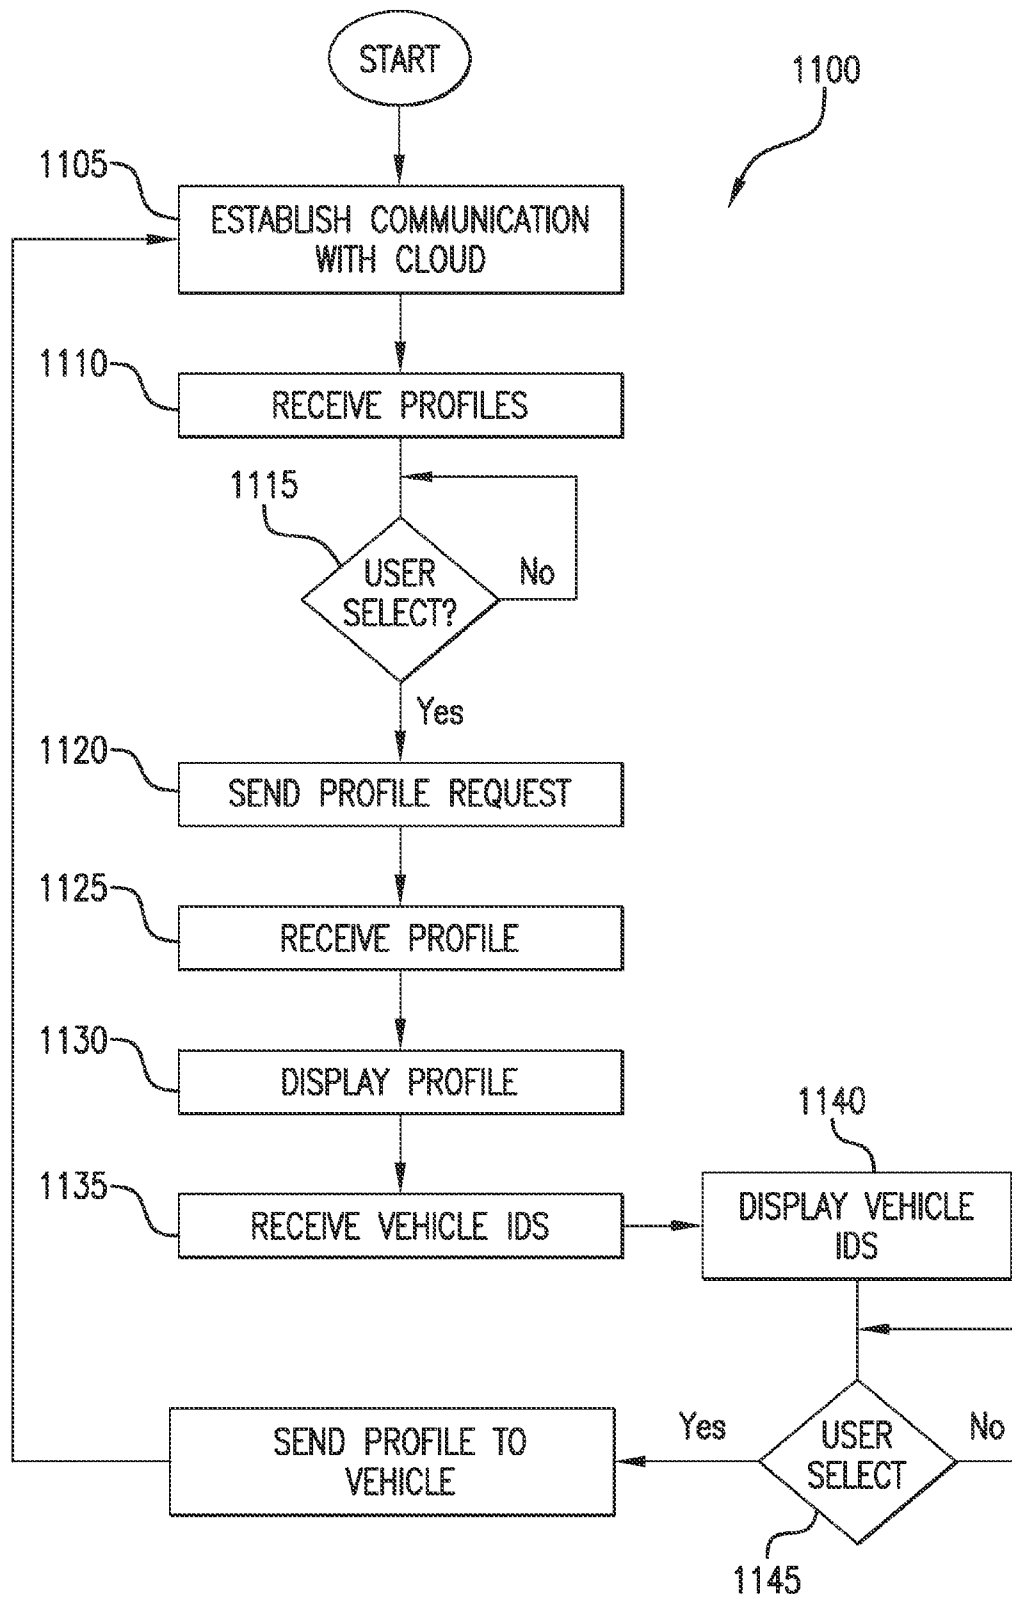 START
1100
1105
ESTABLISH COMMUNICATION
WITH CLOUD
1110
RECEIVE PROFILES
1115
USER
SELECT?
No
Yes
1120
SEND PROFILE REQUEST
1125
RECEIVE PROFILE
1130
DISPLAY PROFILE
1135
RECEIVE VEHICLE IDS
1140
DISPLAY VEHICLE
IDS
USER
SELECT
No
Yes
1145
SEND PROFILE TO
VEHICLE